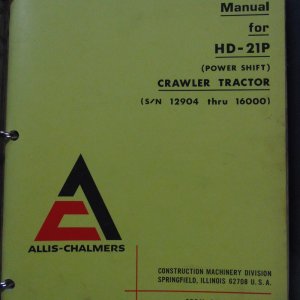 Manual
for
HD-21P
(POWER SHIFT)
CRAWLER TRACTOR
(S/N 12904 thru 16000)
ALLIS-CHALMERS
CONSTRUCTION MACHINERY DIVISION
SPRINGFIELD, ILLINOIS 62708 U.S.A.